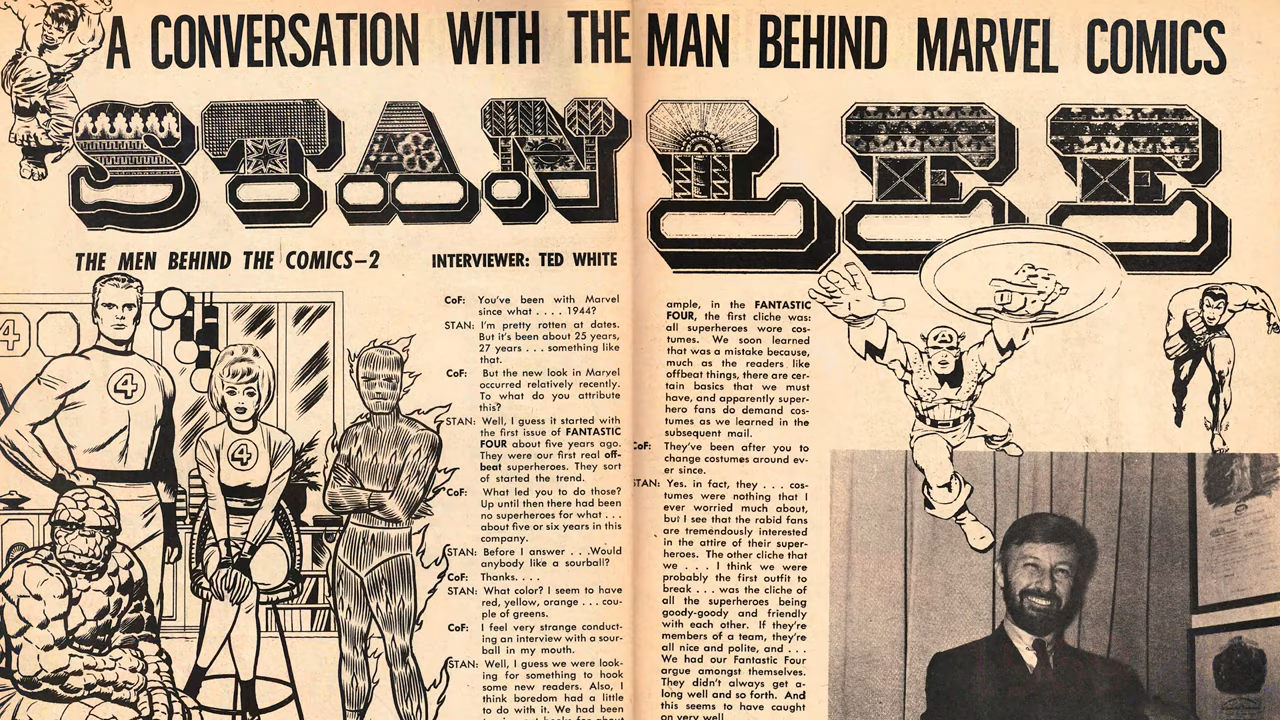 A CONVERSATION WITH THE MAN BEHIND MARVEL COMICS
STAN LEE
THE MEN BEHIND THE COMICS–2
INTERVIEWER: TED WHITE
4
4
4
CoF: You've been with Marvel
since what . . . . 1944?
STAN: I'm pretty rotten at dates.
But it's been about 25 years,
27 years . . . something like
that.
CoF: But the new look in Marvel
occurred relatively recently.
To what do you attribute
this?
STAN: Well, I guess it started with
the first issue of FANTASTIC
FOUR about five years ago.
They were our first real off-
beat superheroes. They sort
of started the trend.
CoF: What led you to do those?
Up until then there had been
no superheroes for what . . .
about five or six years in this
company.
STAN: Before I answer . . .Would
anybody like a sourball?
CoF: Thanks. . . .
STAN: What color? I seem to have
red, yellow, orange . . . cou-
ple of greens.
CoF: I feel very strange conduct-
ing an interview with a sour-
ball in my mouth.
STAN: Well, I guess we were look-
ing for something to hook
some new readers. Also, I
think boredom had a little
to do with it. We had been
ample, in the FANTASTIC
FOUR, the first cliche was:
all superheroes wore cos-
tumes. We soon learned
that was a mistake because,
much as the readers like
offbeat things, there are cer-
tain basics that we must
have, and apparently super-
hero fans do demand cos-
tumes as we learned in the
subsequent mail.
CoF: They've been after you to
change costumes around ev-
er since.
STAN: Yes. in fact, they . . . cos-
tumes were nothing that I
ever worried much about,
but I see that the rabid fans
are tremendously interested
in the attire of their super-
heroes. The other cliche that
we . . . I think we were
probably the first outfit to
break . . . was the cliche of
all the superheroes being
goody-goody and friendly
with each other. If they're
members of a team, they're
all nice and polite, and . . .
We had our Fantastic Four
argue amongst themselves.
They didn't always get a-
long well and so forth. And
this seems to have caught
on very well
A